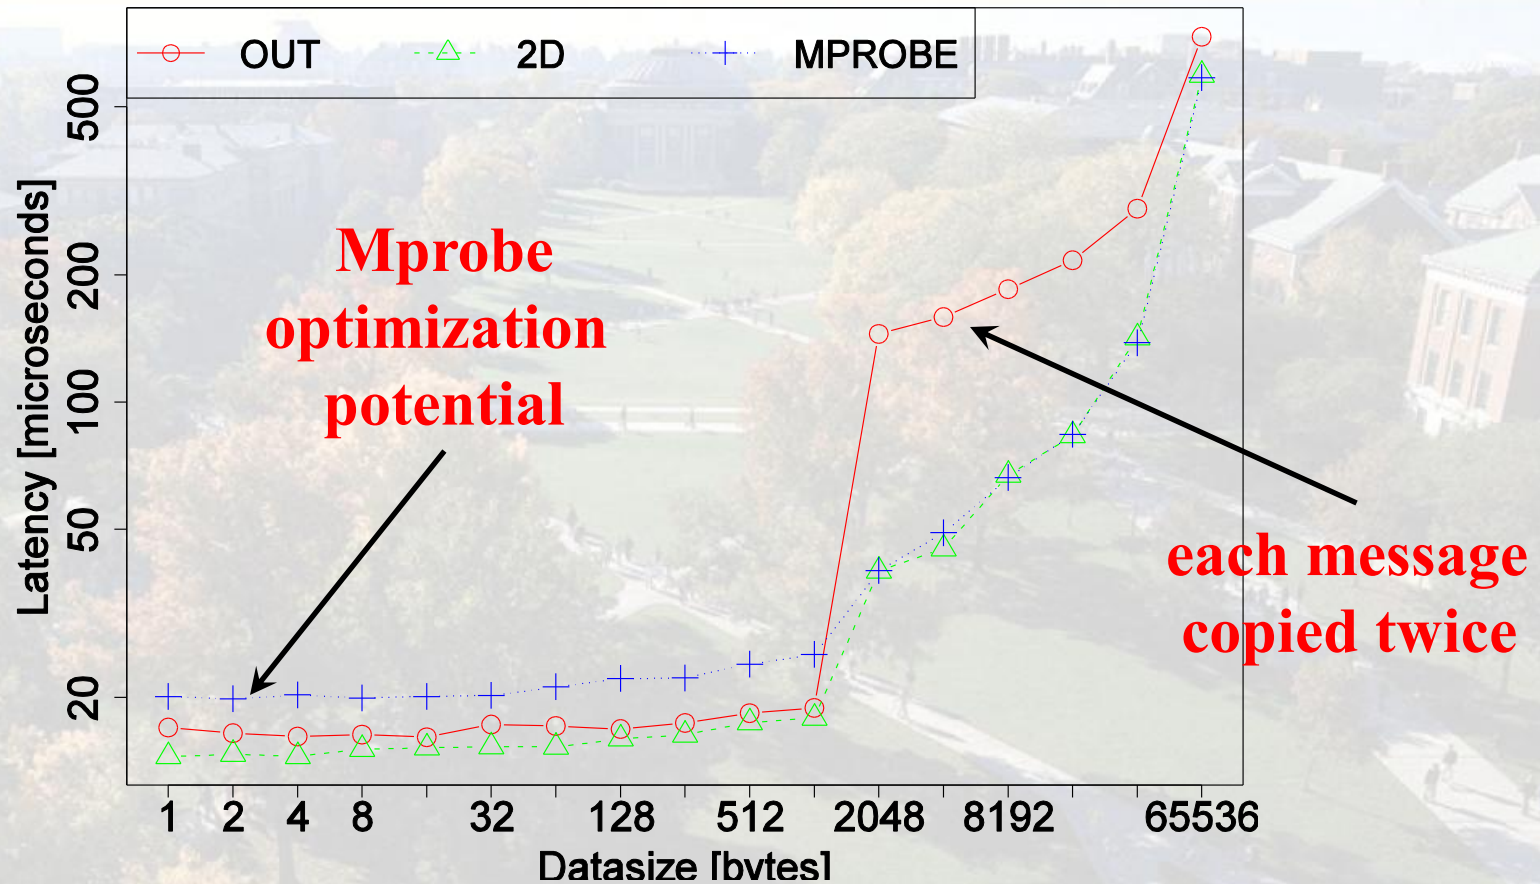 OUT 2D MPROBE
Latency [microseconds]
500
200
100
50
20
Mprobe
optimization
potential
each message
copied twice
1 2 4 8 32 128 512 2048 8192 65536
Datasize [bytes]